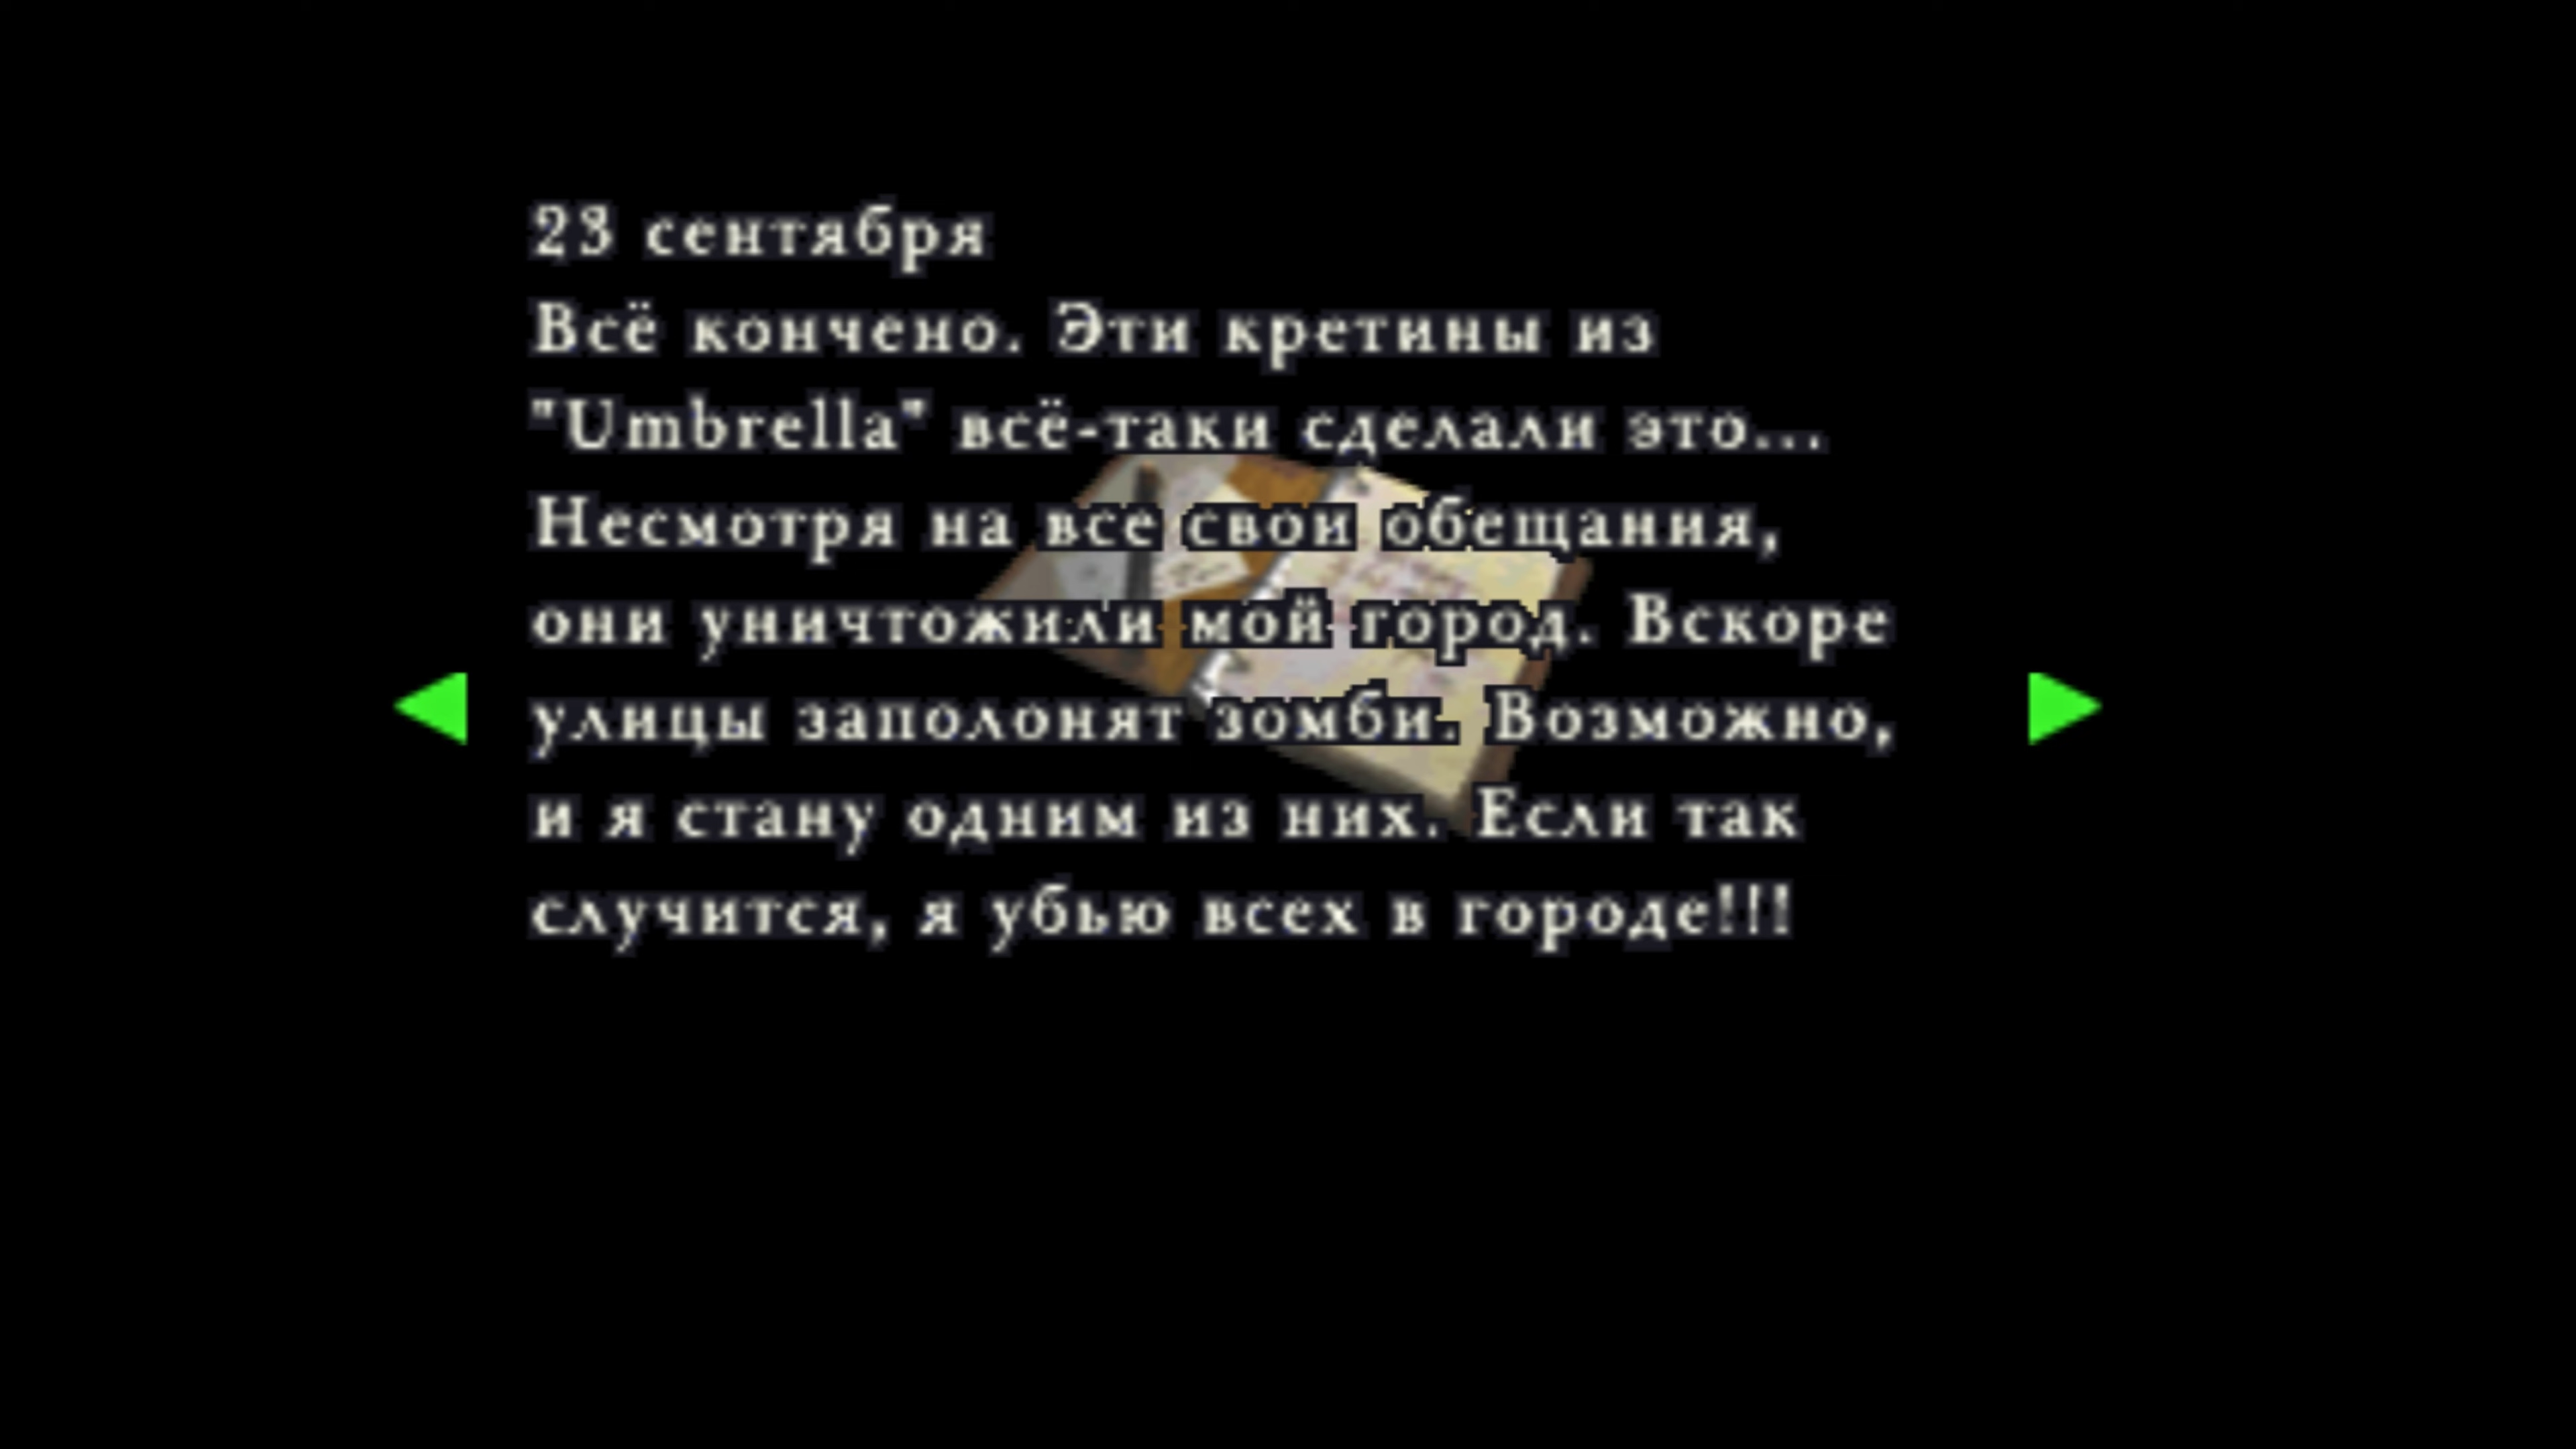 23 сентября
Всё кончено. Эти кретины из
"Umbrella" всё-таки сделали это...
Несмотря на все свои обещания,
они уничтожили мой город. Вскоре
улицы заполонят зомби. Возможно,
и я стану одним из них. Если так
случится, я убью всех в городе!!!